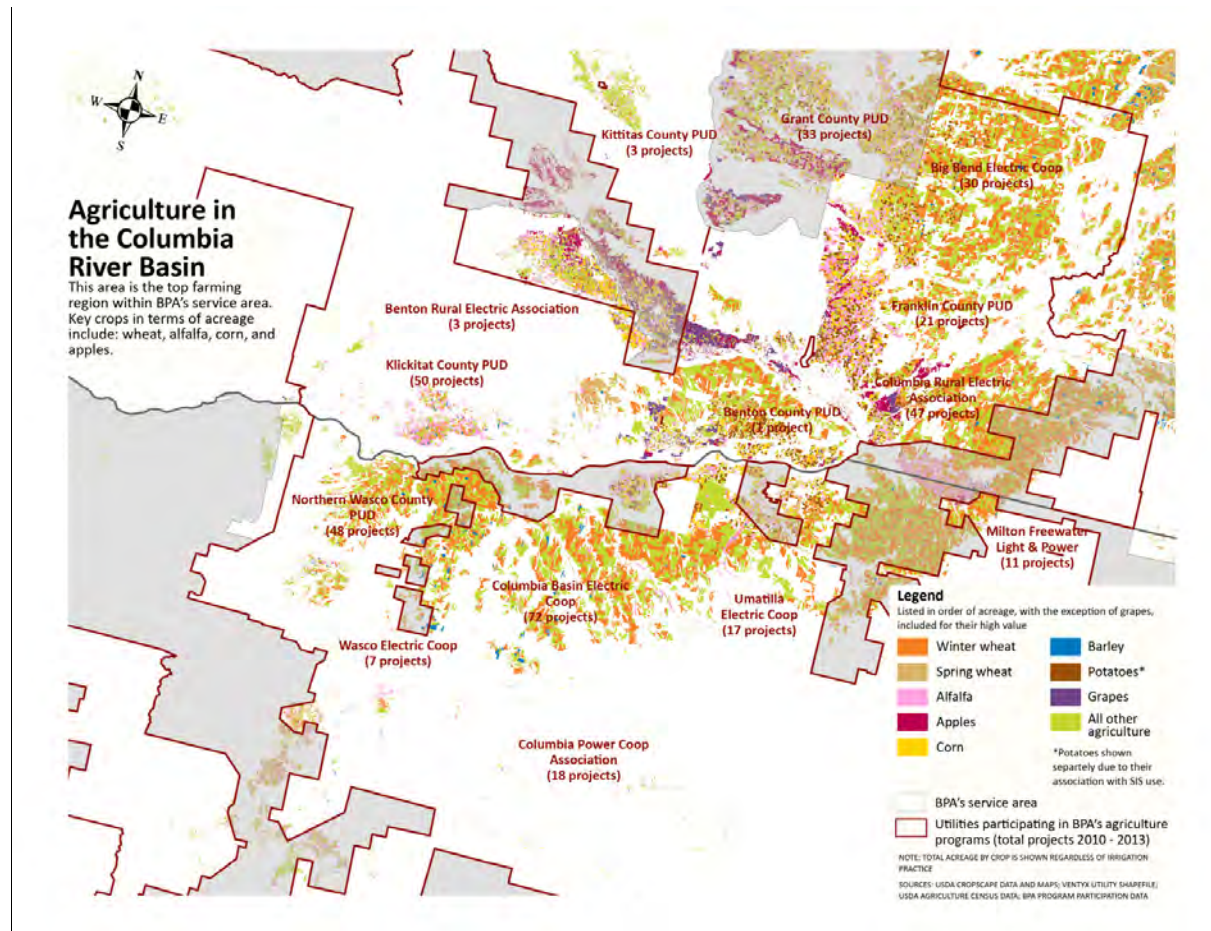 N
W
E
S
Agriculture in
the Columbia
River Basin
This area is the top farming
region within BPA's service area.
Key crops in terms of acreage
include: wheat, alfalfa, corn, and
apples.
Kittitas County PUD
(3 projects)
Grant County PUD
(33 projects)
Big Bend Electric Coop
(30 projects)
Benton Rural Electric Association
(3 projects)
Franklin County PUD
(21 projects)
Klickitat County PUD
(50 projects)
Columbia Rural Electric
Association
(47 projects)
Benton County PUD
(1 project)
Northern Wasco County
PUD
(48 projects)
Milton Freewater
Light & Power
(11 projects)
Columbia Basin Electric
Coop
(72 projects)
Umatilla
Electric Coop
(17 projects)
Wasco Electric Coop
(7 projects)
Columbia Power Coop
Association
(18 projects)
Legend
Listed in order of acreage, with the exception of grapes,
included for their high value
Winter wheat
Spring wheat
Alfalfa
Apples
Corn
Barley
Potatoes*
Grapes
All other
agriculture
*Potatoes shown
separtely due to their
association with SIS use.
BPA's service area
Utilities participating in BPA's agriculture
programs (total projects 2010 - 2013)
NOTE: TOTAL ACREAGE BY CROP IS SHOWN REGARDLESS OF IRRIGATION
PRACTICE
SOURCES: USDA CROPSCAPE DATA AND MAPS; VENTYX UTILITY SHAPEFILE;
USDA AGRICULTURE CENSUS DATA; BPA PROGRAM PARTICIPATION DATA